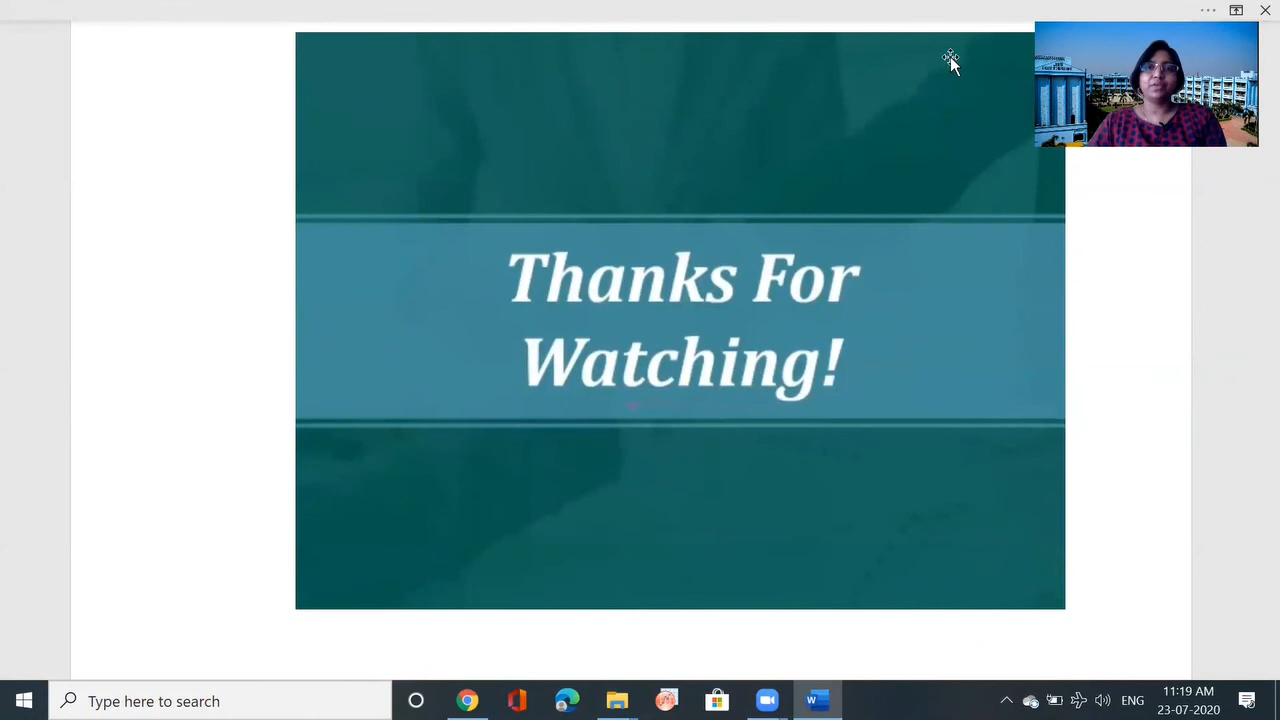 Thanks For
Watching!
Type here to search
ENG
11:19 AM
23-07-2020